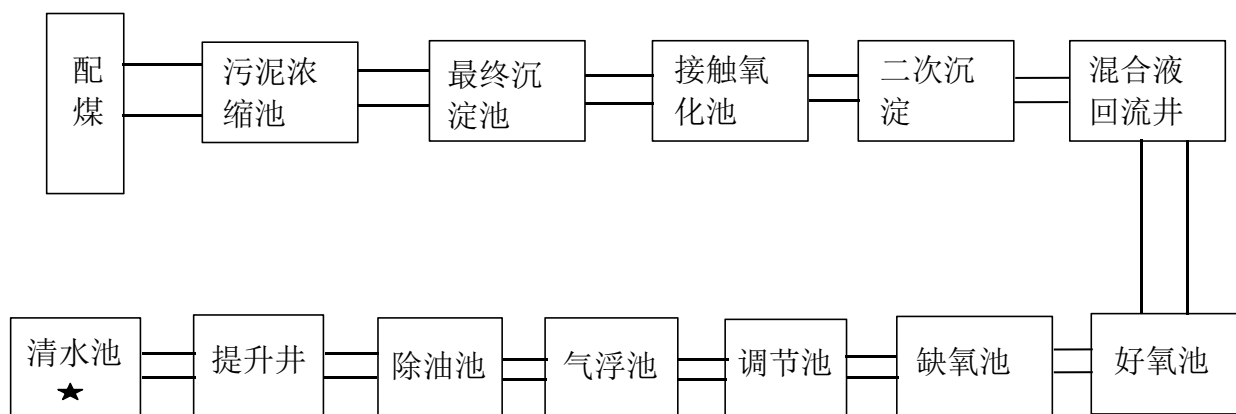 配
煤
污泥浓
缩池
最终沉
淀池
接触氧
化池
二次沉
淀
混合液
回流井
清水池
★
提升井
除油池
气浮池
调节池
缺氧池
好氧池